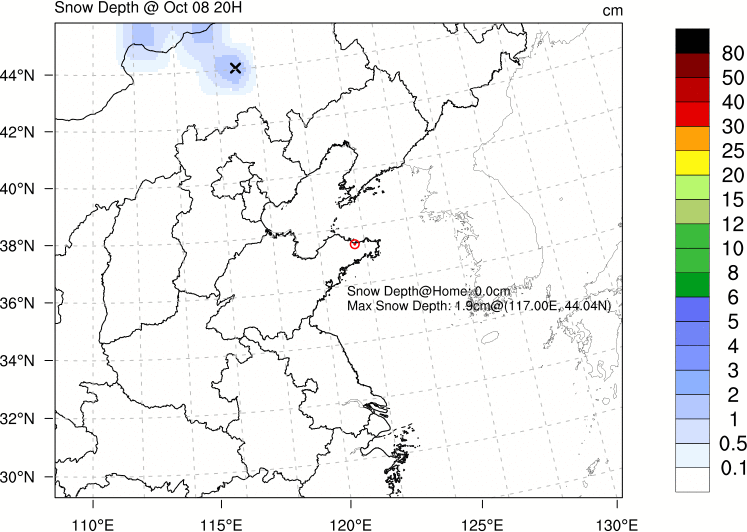 Snow Depth @ Oct 08 20H
cm
44°N
42°N
40°N
38°N
36°N
34°N
32°N
30°N
Snow Depth@Home: 0.0cm
Max Snow Depth: 1.9cm@(117.00E, 44.04N)
110°E
115°E
120°E
125°E
130°E
80
50
40
30
25
20
15
12
10
8
6
5
4
3
2
1
0.5
0.1